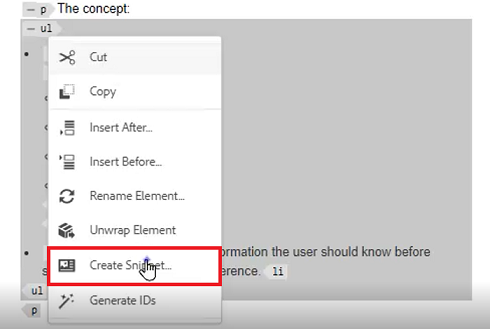 p The concept:
ul
Cut
Copy
Insert After...
Insert Before...
Rename Element...
Unwrap Element
ormation the user should know before
Create Snippet...
erence. li
ul
Generate IDs
p